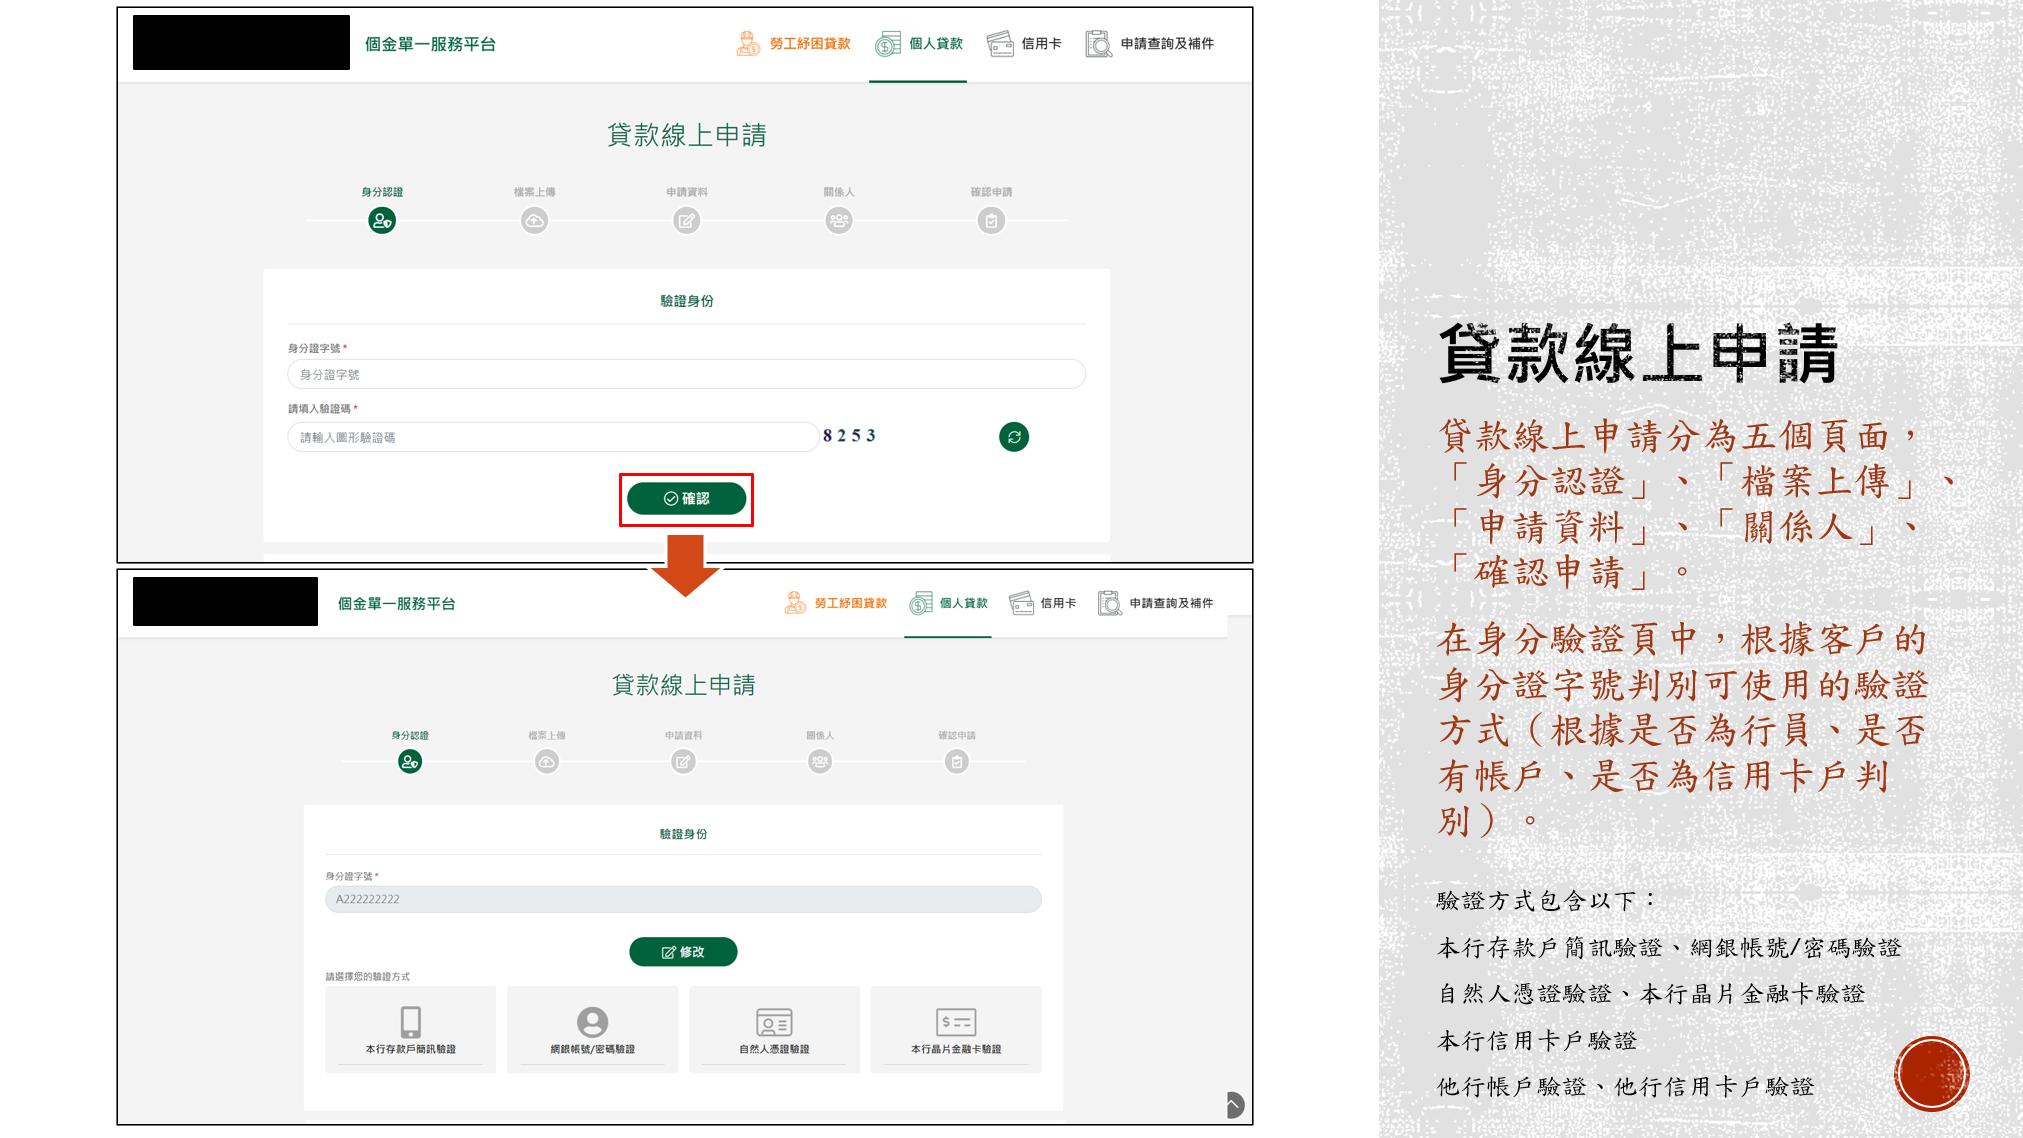 個金單一服務平台
勞工紓困貸款
個人貸款
信用卡
申請查詢及補件
貸款線上申請
身分認證
檔案上傳
申請資料
關係人
確認申請
驗證身份
身分證字號 *
身分證字號
請填入驗證碼 *
請輸入圖形驗證碼
8253
確認
個金單一服務平台
勞工紓困貸款
個人貸款
信用卡
申請查詢及補件
貸款線上申請
身分認證
檔案上傳
申請資料
關係人
確認申請
驗證身份
身分證字號 *
A222222222
修改
請選擇您的驗證方式
本行存款戶簡訊驗證
網銀帳號/密碼驗證
自然人憑證驗證
本行晶片金融卡驗證
貸款線上申請
貸款線上申請分為五個頁面，
「身分認證」、「檔案上傳」、
「申請資料」、「關係人」、
「確認申請」。
在身分驗證頁中，根據客戶的
身分證字號判別可使用的驗證
方式（根據是否為行員、是否
有帳戶、是否為信用卡戶判
別）。
驗證方式包含以下：
本行存款戶簡訊驗證、網銀帳號/密碼驗證
自然人憑證驗證、本行晶片金融卡驗證
本行信用卡戶驗證
他行帳戶驗證、他行信用卡戶驗證